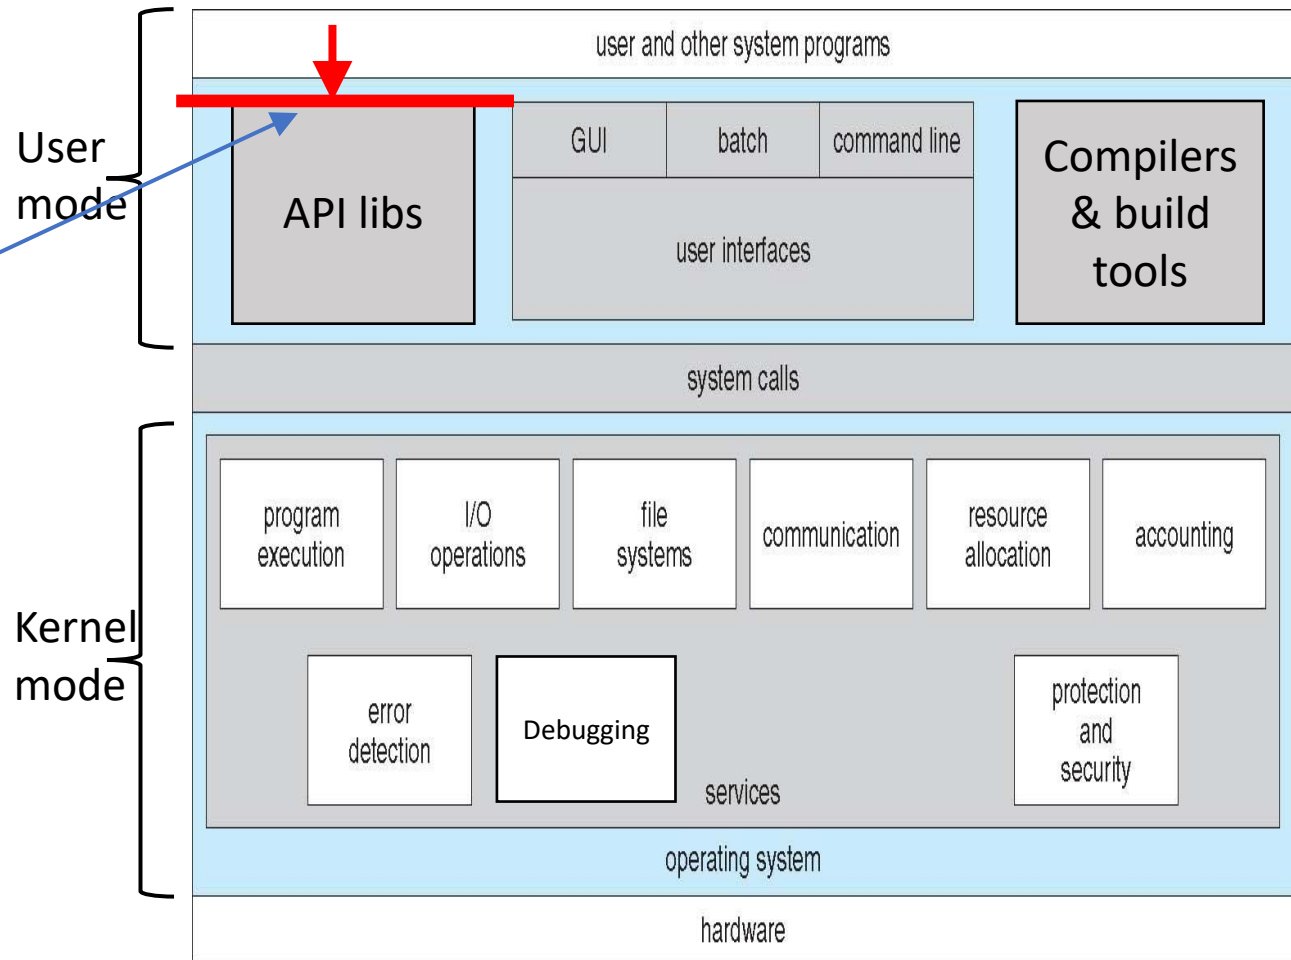 user and other system programs
User
mode
API libs
GUI
batch
command line
user interfaces
Compilers
& build
tools
system calls
Kernel
mode
program
execution
I/O
operations
file
systems
communication
resource
allocation
accounting
error
detection
Debugging
protection
and
security
services
operating system
hardware